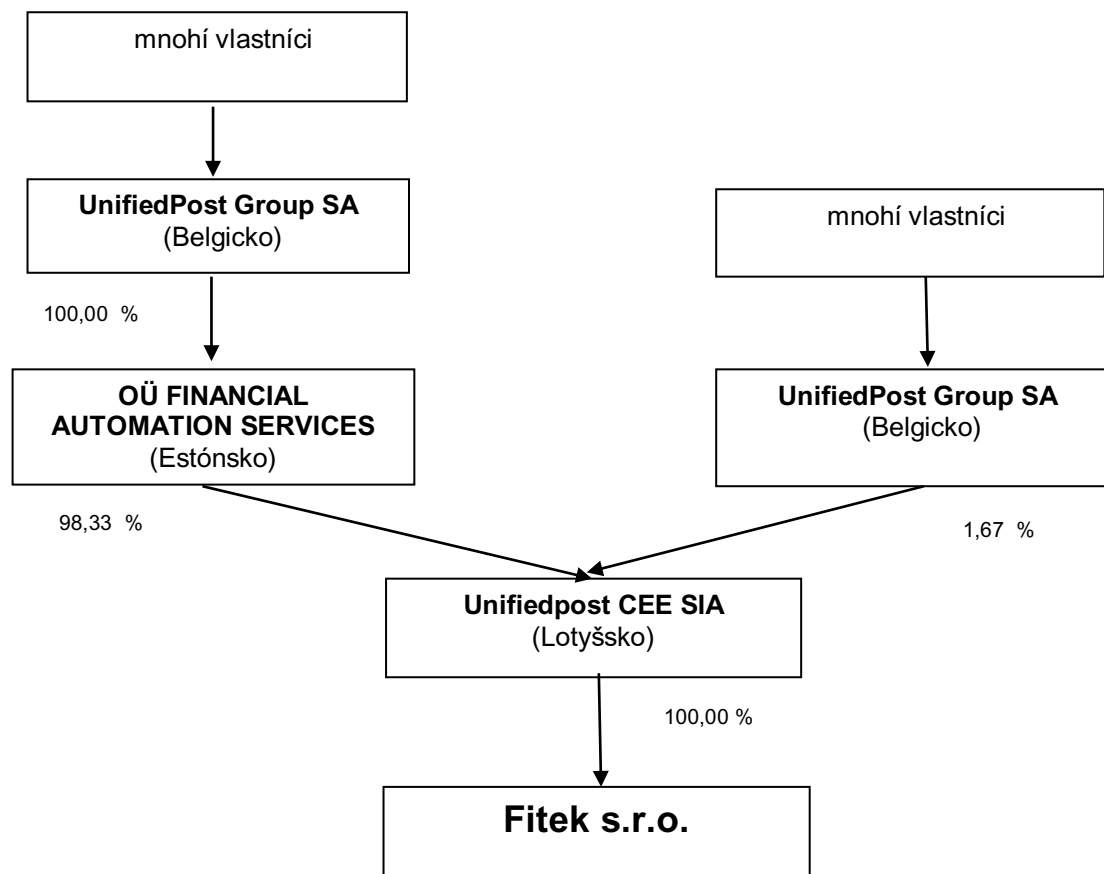 mnohí vlastníci
UnifiedPost Group SA
(Belgicko)
mnohí vlastníci
100,00 %
OÜ FINANCIAL
AUTOMATION SERVICES
(Estónsko)
UnifiedPost Group SA
(Belgicko)
98,33 %
1,67 %
Unifiedpost CEE SIA
(Lotyšsko)
100,00 %
Fitek s.r.o.